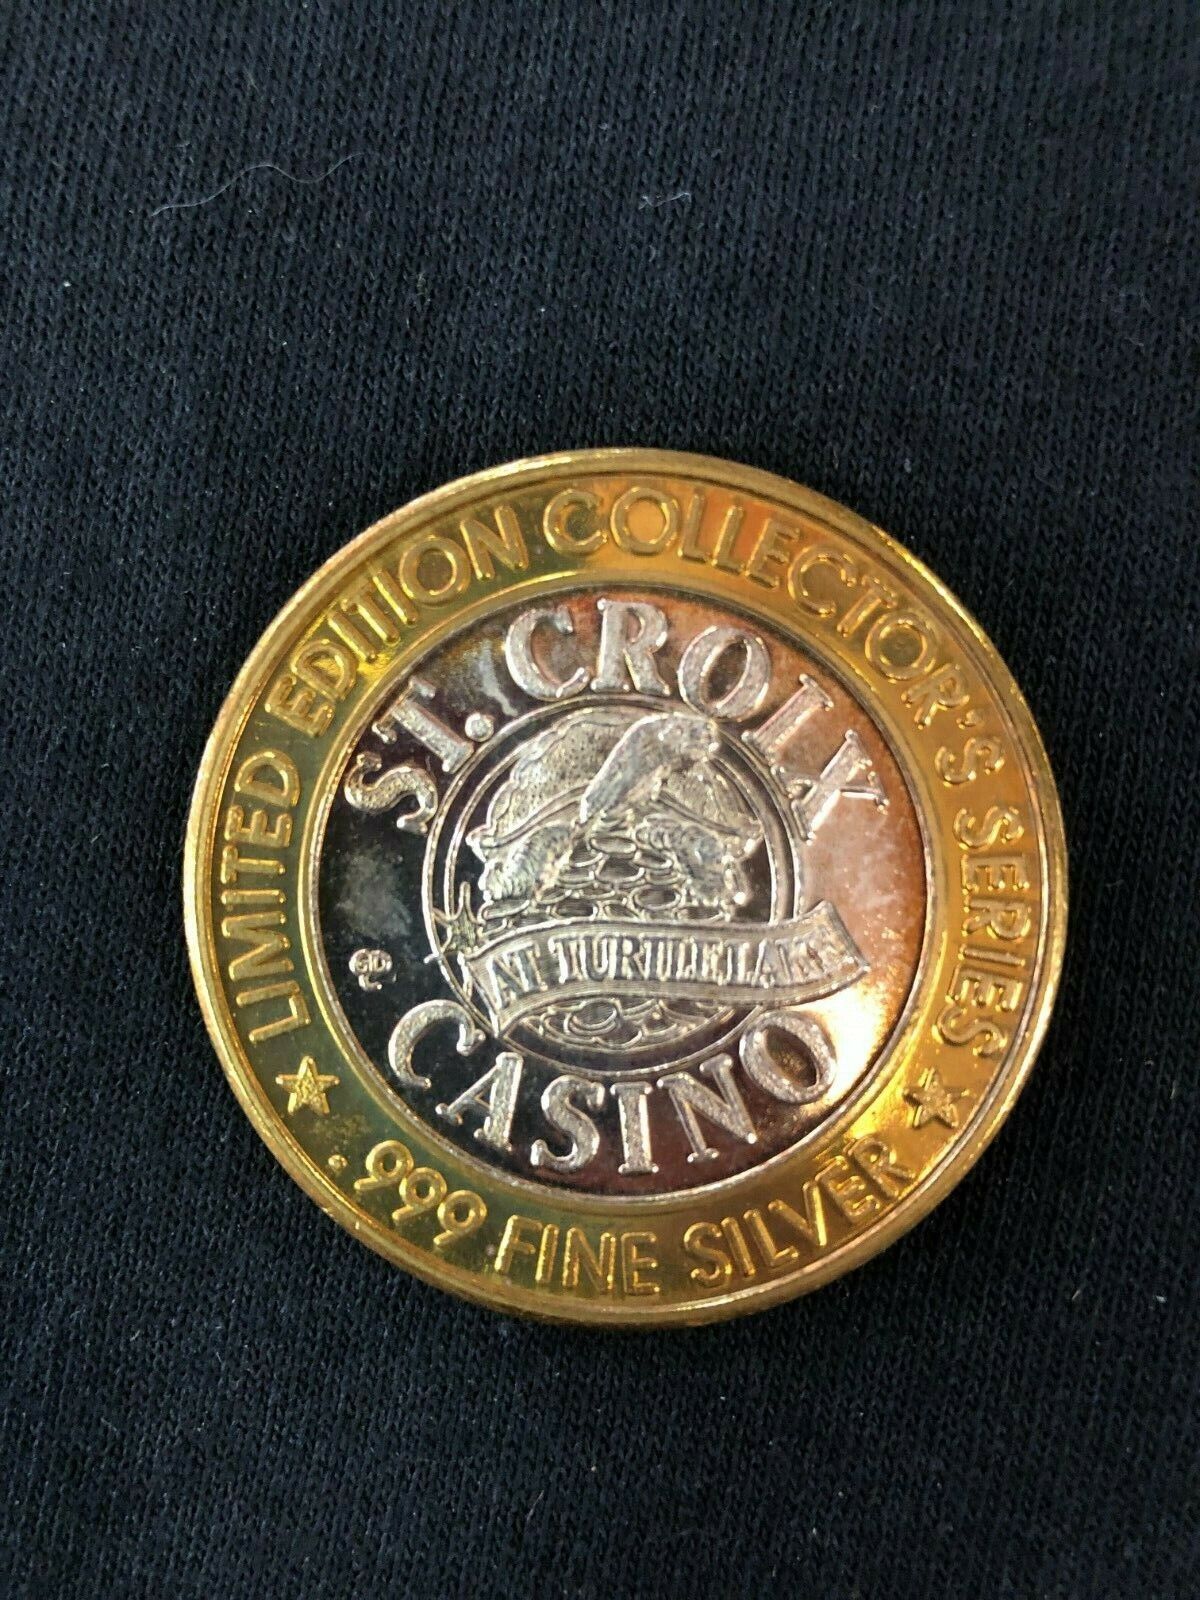 LIMITED EDITION COLLECTOR'S SERIES
ST. CROIX
AT TURTLE LAKE
CASINO
.999 FINE SILVER